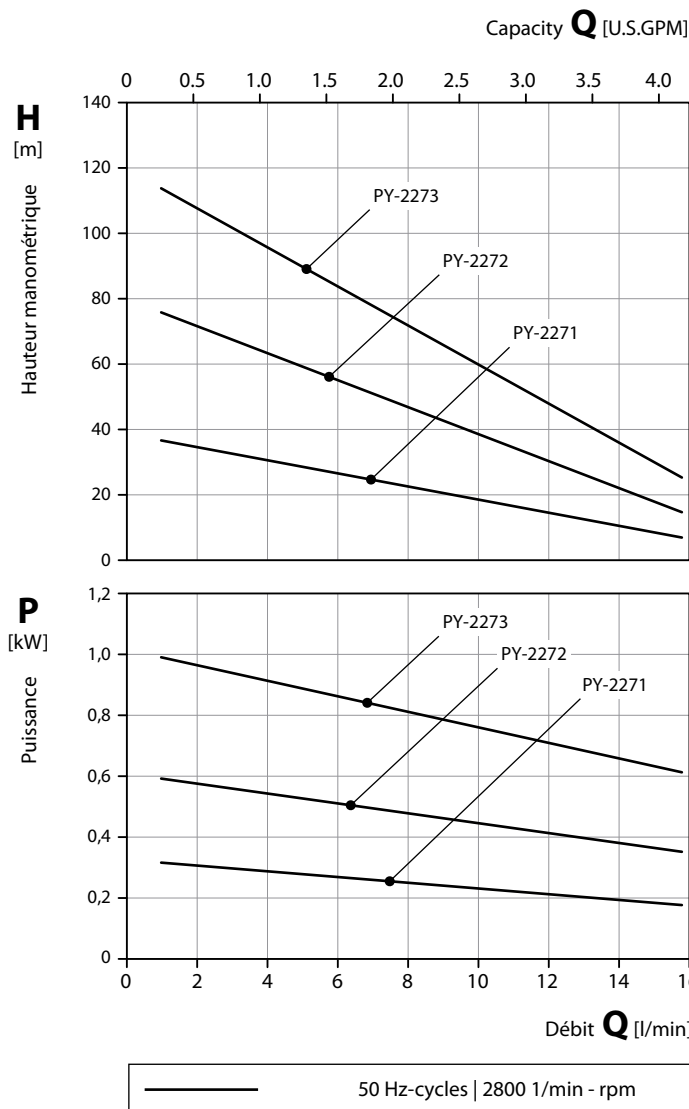 Capacity Q [U.S.GPM]
0 0.5 1.0 1.5 2.0 2.5 3.0 3.5 4.0
H
[m]
Hauteur manométrique
140
120
100
80
60
40
20
0
PY-2273
PY-2272
PY-2271
P
[kW]
Puissance
1,2
1,0
0,8
0,6
0,4
0,2
0
PY-2273
PY-2272
PY-2271
0 2 4 6 8 10 12 14
Débit Q [l/min]
50 Hz-cycles | 2800 1/min - rpm